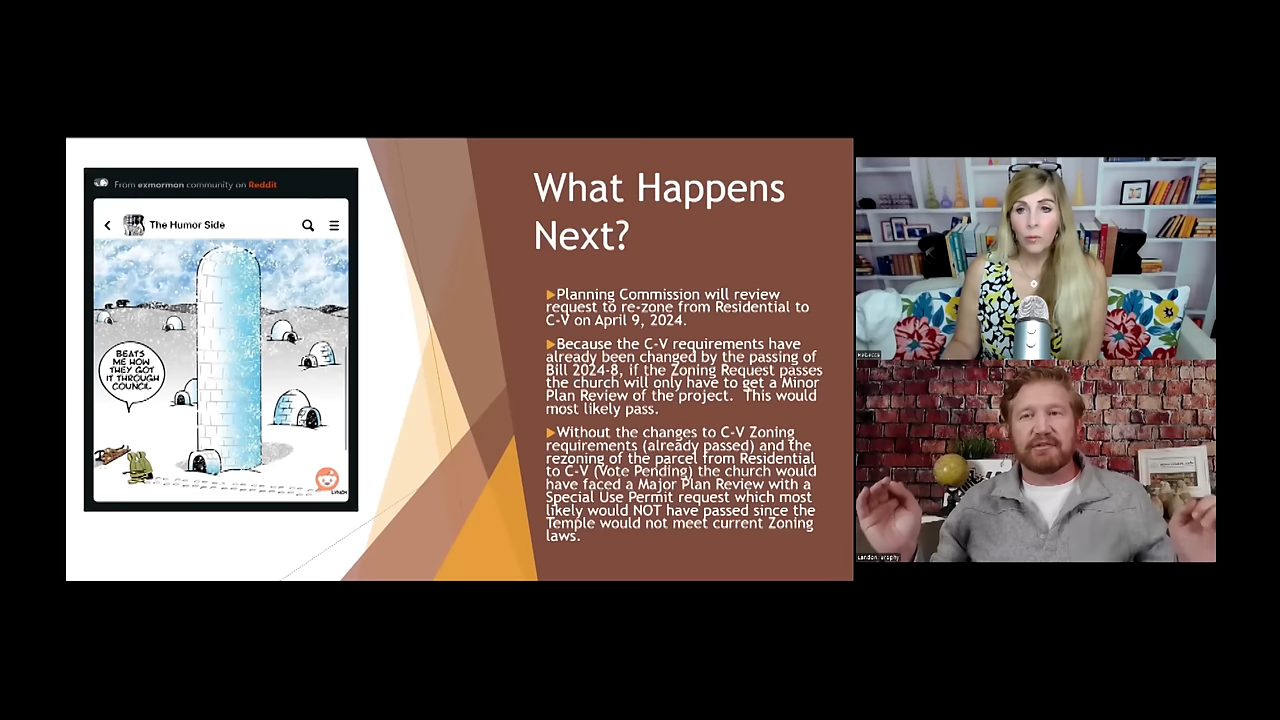 From exmormon community on Reddit
The Humor Side
BEATS
ME HOW
THEY GOT
IT THROUGH
COUNCIL
LYNCH
What Happens
Next?
▶Planning Commission will review
request to re-zone from Residential to
C-V on April 9, 2024.
▶Because the C-V requirements have
already been changed by the passing of
Bill 2024-8, if the Zoning Request passes
the church will only have to get a Minor
Plan Review of the project.  This would
most likely pass.
▶Without the changes to C-V Zoning
requirements (already passed) and the
rezoning of the parcel from Residential
to C-V (Vote Pending) the church would
have faced a Major Plan Review with a
Special Use Permit request which most
likely would NOT have passed since the
Temple would not meet current Zoning
laws.
Rebecca
Landon